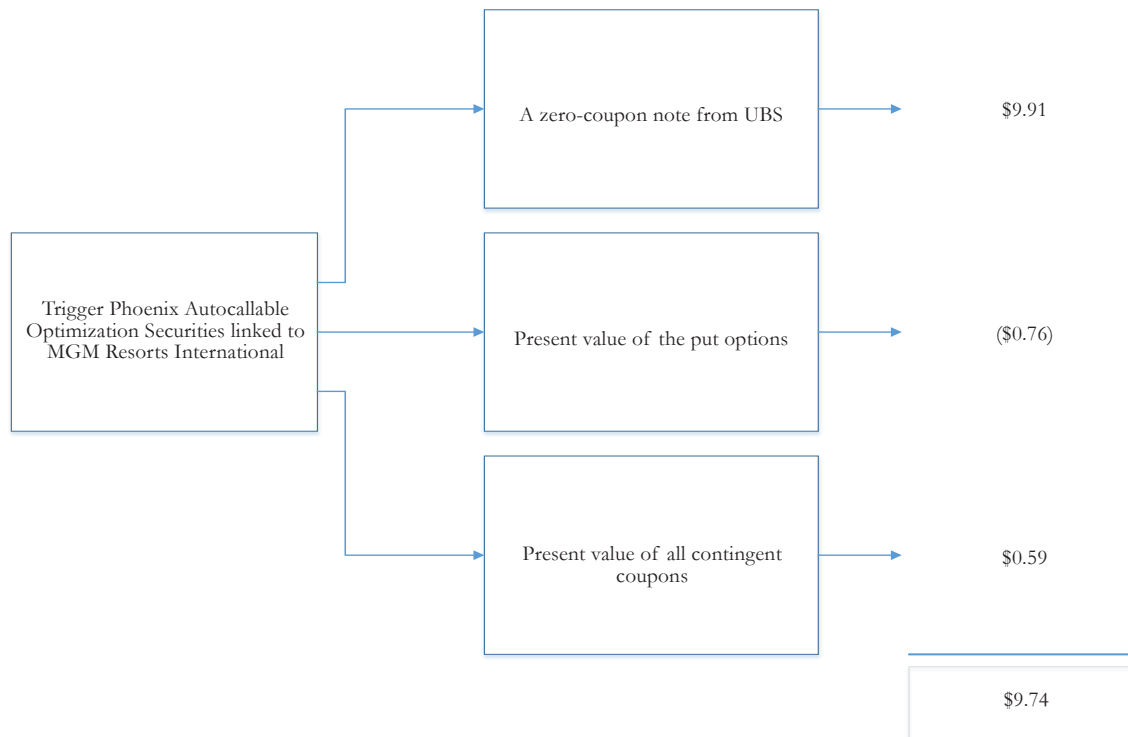 A zero-coupon note from UBS
$9.91
Trigger Phoenix Autocallable
Optimization Securities linked to
MGM Resorts International
Present value of the put options
($0.76)
Present value of all contingent
coupons
$0.59
$9.74